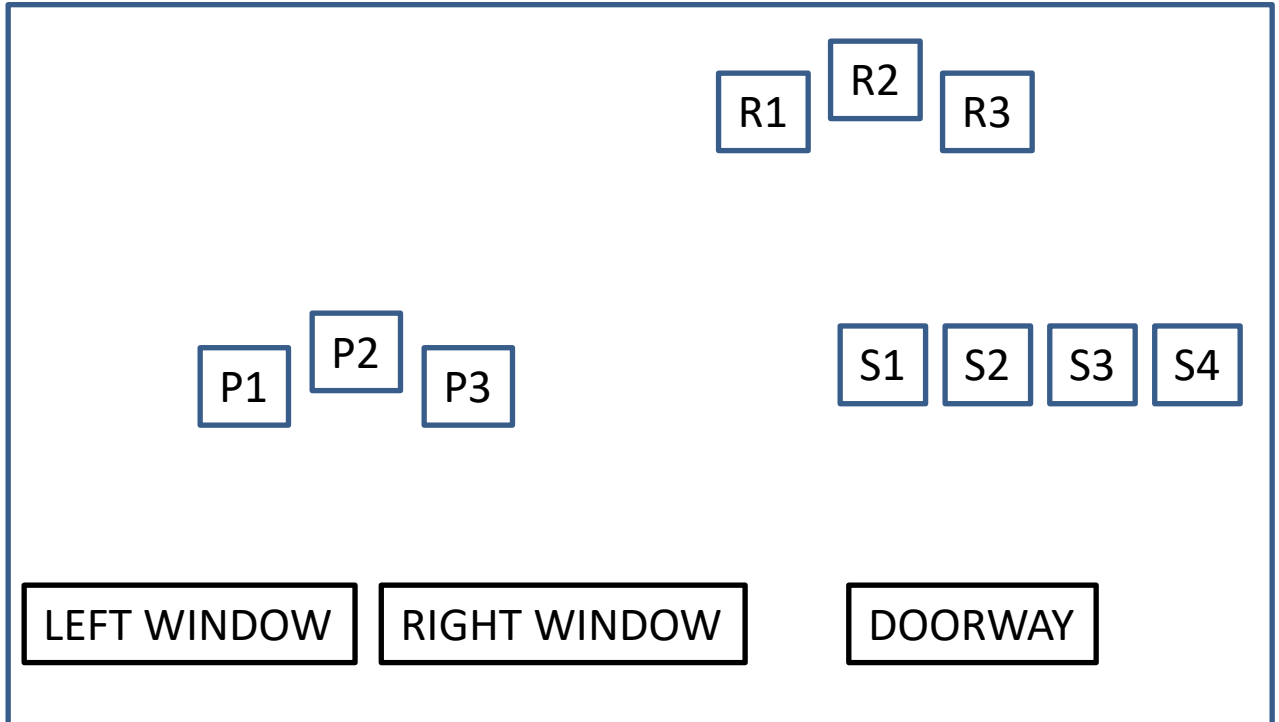 R1 R2 R3
P1 P2 P3
S1 S2 S3 S4
LEFT WINDOW
RIGHT WINDOW
DOORWAY